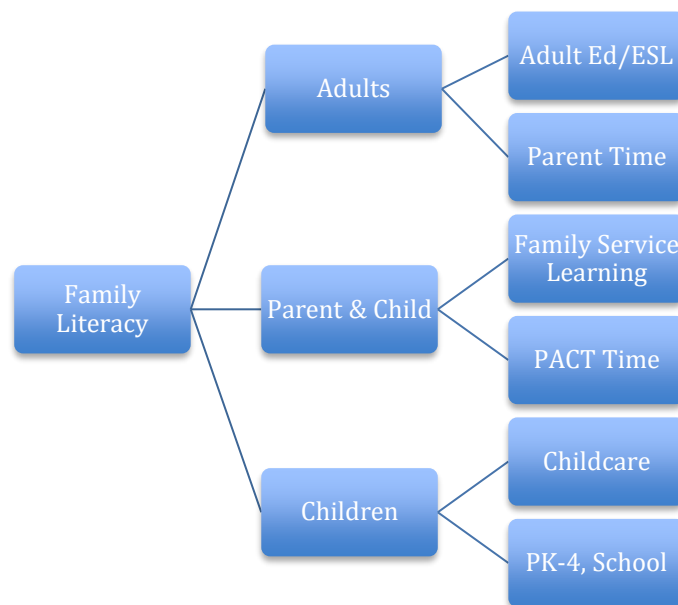 Family
Literacy
Adults
Adult Ed/ESL
Parent Time
Parent & Child
Family Service
Learning
PACT Time
Children
Childcare
PK-4, School